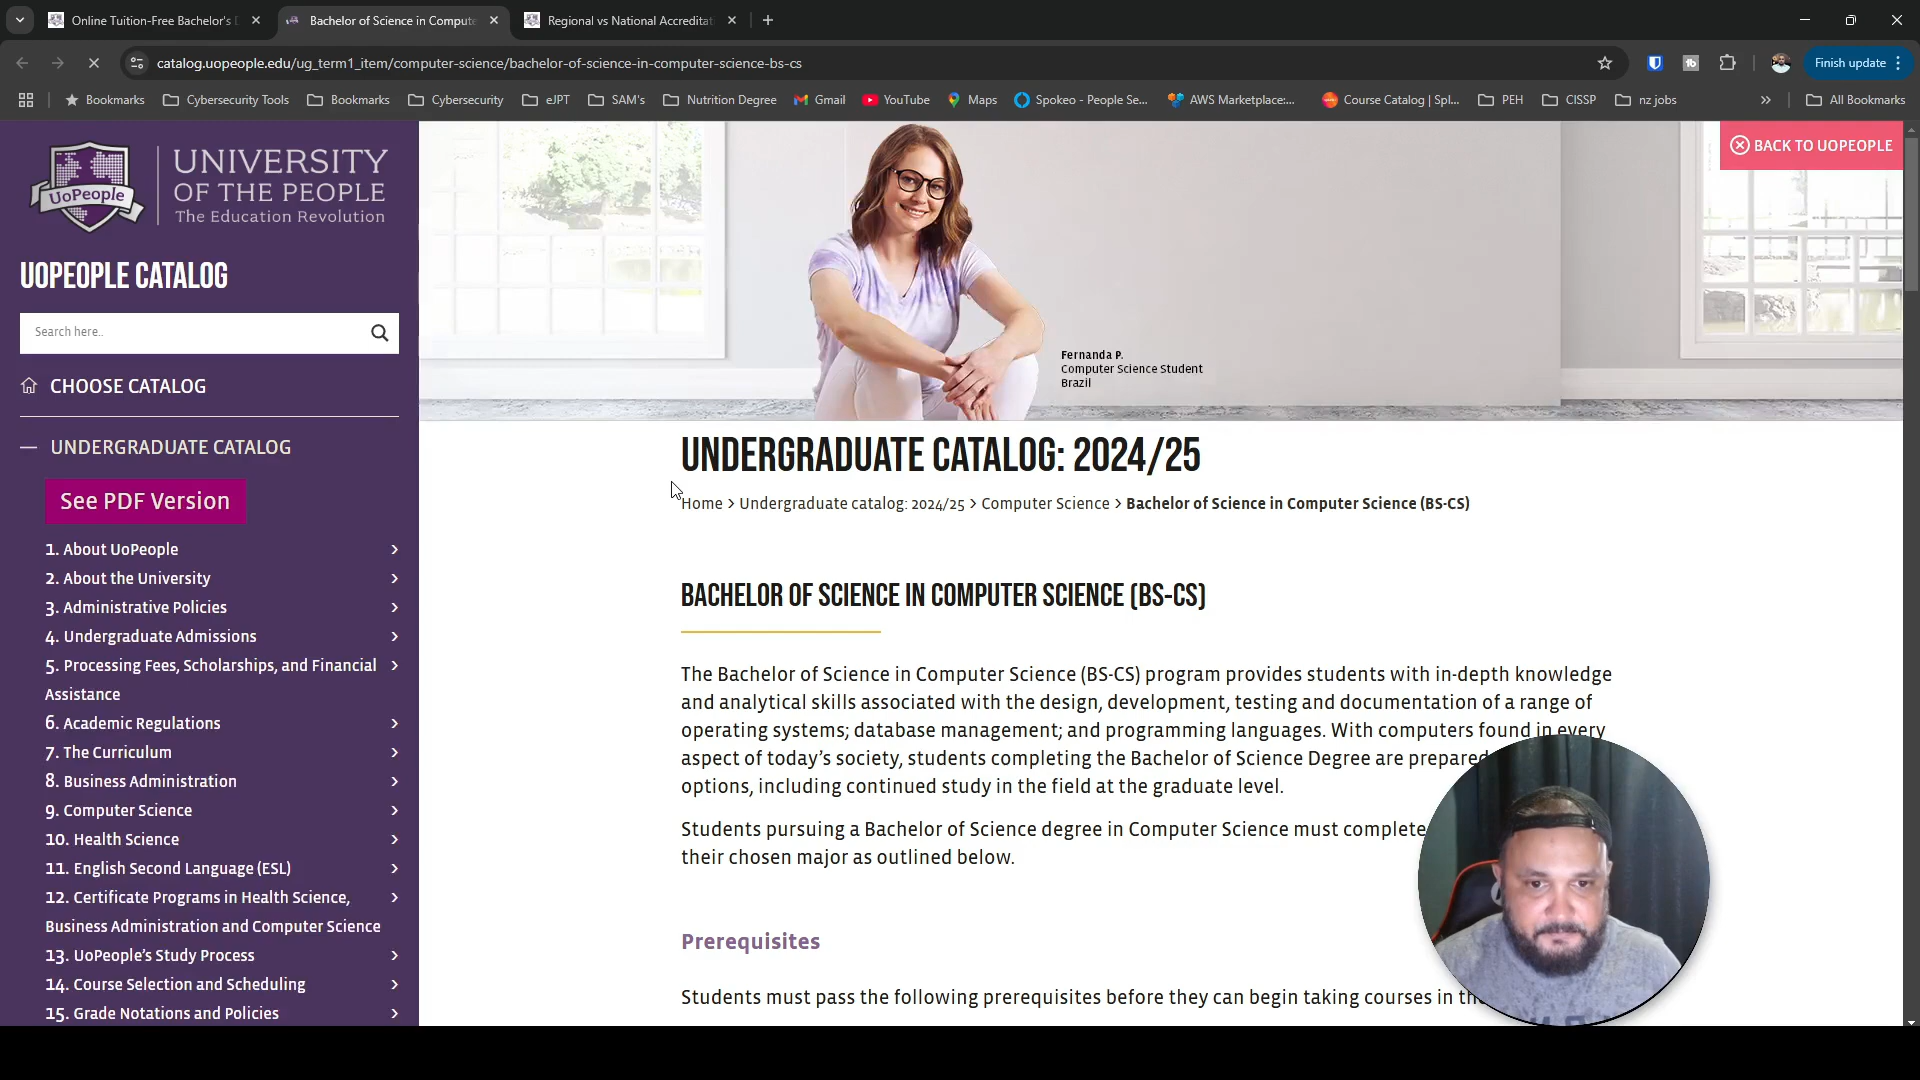 Online Tuition-Free Bachelor's
Bachelor of Science in Compute
Regional vs National Accreditat
catalog.uopeople.edu/ug_term1_item/computer-science/bachelor-of-science-in-computer-science-bs-cs
Finish update
Bookmarks
Cybersecurity Tools
Bookmarks
Cybersecurity
eJPT
SAM's
Nutrition Degree
Gmail
YouTube
Maps
Spokeo - People Se...
AWS Marketplace:...
Course Catalog | Spl...
PEH
CISSP
nz jobs
All Bookmarks
UoPeople
UNIVERSITY
OF THE PEOPLE
The Education Revolution
UOPEOPLE CATALOG
Search here..
CHOOSE CATALOG
UNDERGRADUATE CATALOG
See PDF Version
1. About UoPeople
2. About the University
3. Administrative Policies
4. Undergraduate Admissions
5. Processing Fees, Scholarships, and Financial
Assistance
6. Academic Regulations
7. The Curriculum
8. Business Administration
9. Computer Science
10. Health Science
11. English Second Language (ESL)
12. Certificate Programs in Health Science,
Business Administration and Computer Science
13. UoPeople's Study Process
14. Course Selection and Scheduling
15. Grade Notations and Policies
BACK TO UOPEOPLE
Fernanda P.
Computer Science Student
Brazil
UNDERGRADUATE CATALOG: 2024/25
Home > Undergraduate catalog: 2024/25 > Computer Science > Bachelor of Science in Computer Science (BS-CS)
BACHELOR OF SCIENCE IN COMPUTER SCIENCE (BS-CS)
The Bachelor of Science in Computer Science (BS-CS) program provides students with in-depth knowledge
and analytical skills associated with the design, development, testing and documentation of a range of
operating systems; database management; and programming languages. With computers found in every
aspect of today's society, students completing the Bachelor of Science Degree are prepared
options, including continued study in the field at the graduate level.
Students pursuing a Bachelor of Science degree in Computer Science must complete
their chosen major as outlined below.
Prerequisites
Students must pass the following prerequisites before they can begin taking courses in